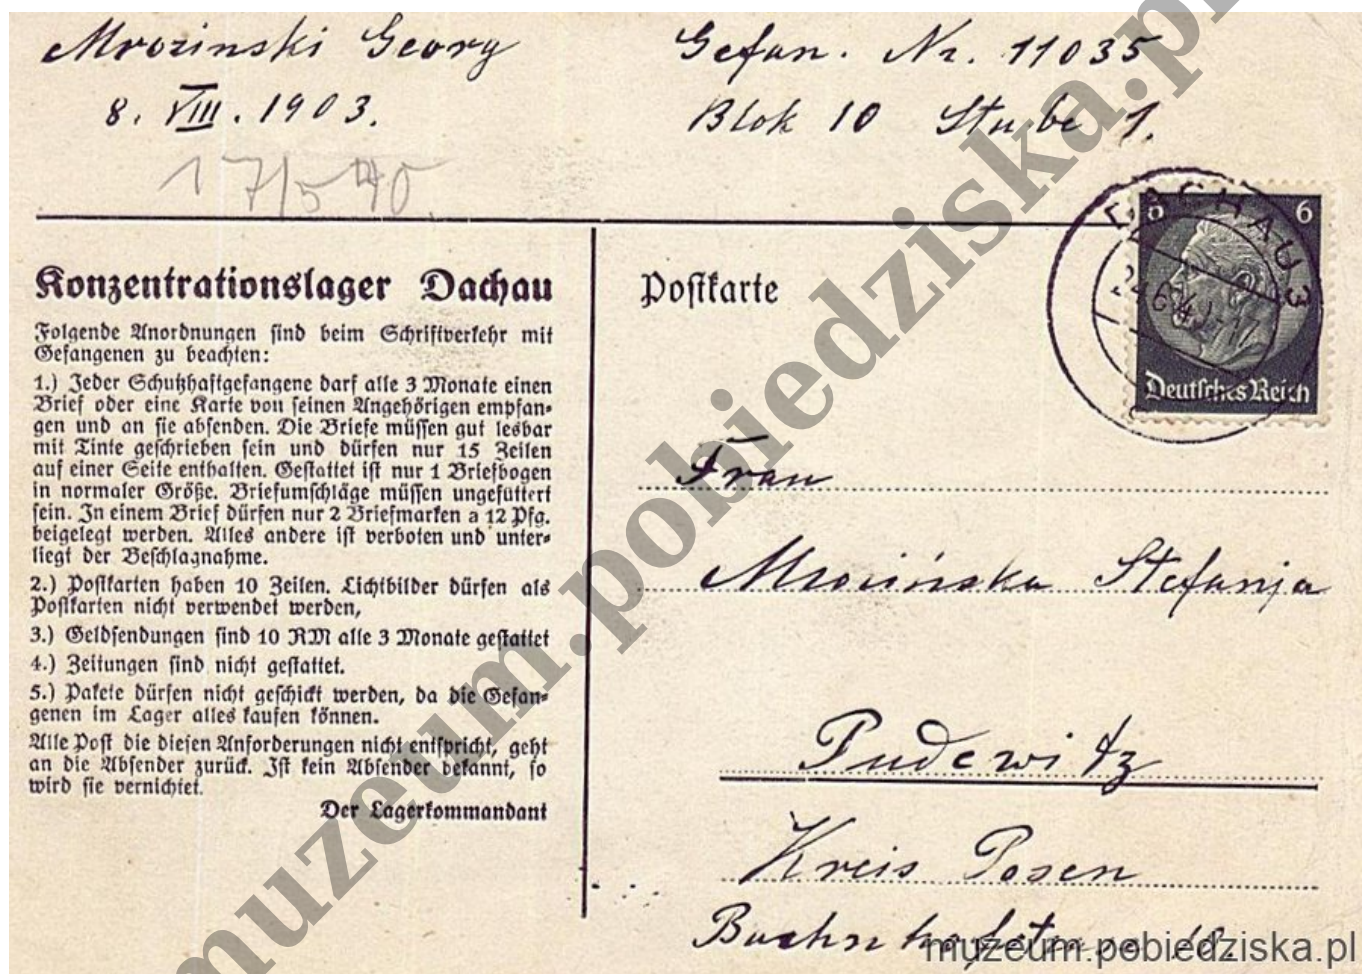 Mrozinski Georg
8. VIII. 1903.
17/5 40.
Gefan. Nr. 11035
Blok 10 Stube 1.
Konzentrationslager Dachau
Folgende Anordnungen sind beim Schriftverkehr mit
Gefangenen zu beachten:
1.) Jeder Schutzhaftgefangene darf alle 3 Monate einen
Brief oder eine Karte von seinen Angehörigen empfan-
gen und an sie absenden. Die Briefe müssen gut lesbar
mit Tinte geschrieben sein und dürfen nur 15 Zeilen
auf einer Seite enthalten. Gestattet ist nur 1 Briefbogen
in normaler Größe. Briefumschläge müssen ungefüttert
sein. In einem Brief dürfen nur 2 Briefmarken a 12 Pfg.
beigelegt werden. Alles andere ist verboten und unter-
liegt der Beschlagnahme.
2.) Postkarten haben 10 Zeilen. Lichtbilder dürfen als
Postkarten nicht verwendet werden,
3.) Geldsendungen sind 10 RM alle 3 Monate gestattet
4.) Zeitungen sind nicht gestattet.
5.) Pakete dürfen nicht geschickt werden, da die Gefan-
genen im Lager alles kaufen können.
Alle Post die diesen Anforderungen nicht entspricht, geht
an die Absender zurück. Ist kein Absender bekannt, so
wird sie vernichtet.
Der Lagerkommandant
Postkarte
DACHAU 3
24.6.40
6 6
Deutsches Reich
Frau
Mrozińska Stefanja
Pudewitz
Kreis Posen
18.
muzeum.pobiedziska.pl
muzeum.pobiedziska.pl